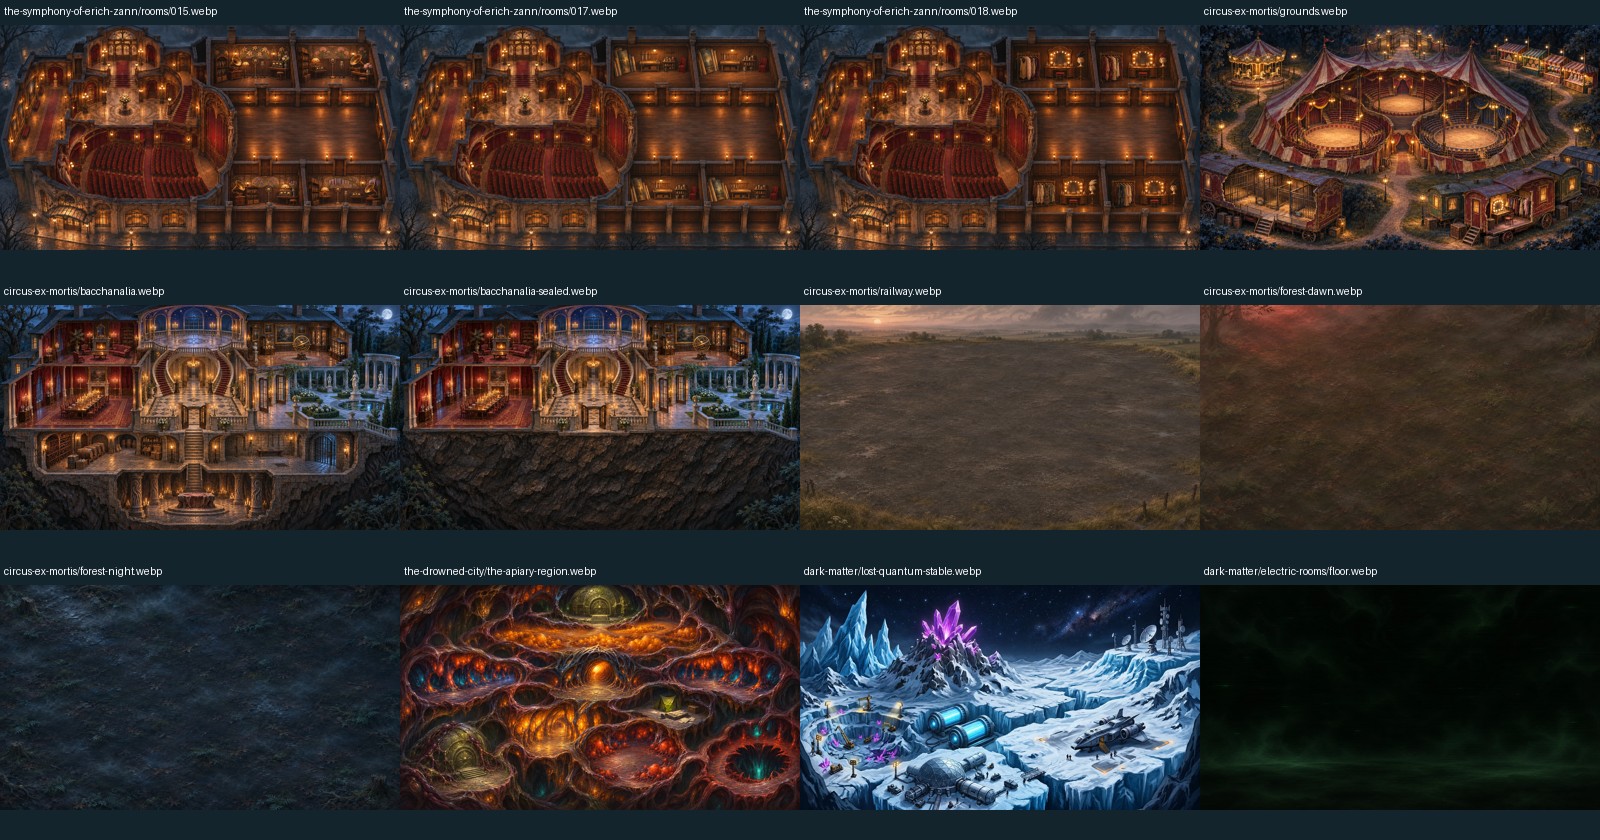 the-symphony-of-erich-zann/rooms/015.webp
the-symphony-of-erich-zann/rooms/017.webp
the-symphony-of-erich-zann/rooms/018.webp
circus-ex-mortis/grounds.webp
circus-ex-mortis/bacchanalia.webp
circus-ex-mortis/bacchanalia-sealed.webp
circus-ex-mortis/railway.webp
circus-ex-mortis/forest-dawn.webp
circus-ex-mortis/forest-night.webp
the-drowned-city/the-apiary-region.webp
dark-matter/lost-quantum-stable.webp
dark-matter/electric-rooms/floor.webp